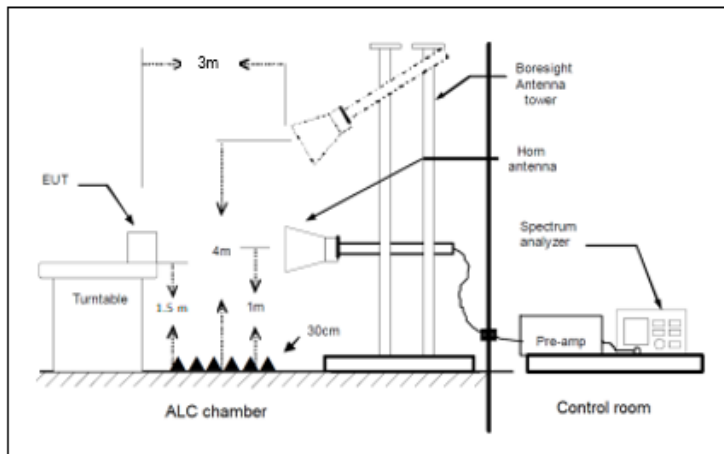 3m
Boresight
Antenna
tower
Horn
antenna
EUT
Spectrum
analyzer
4m
Turntable
1.5 m
1m
30cm
Pre-amp
ALC chamber
Control room